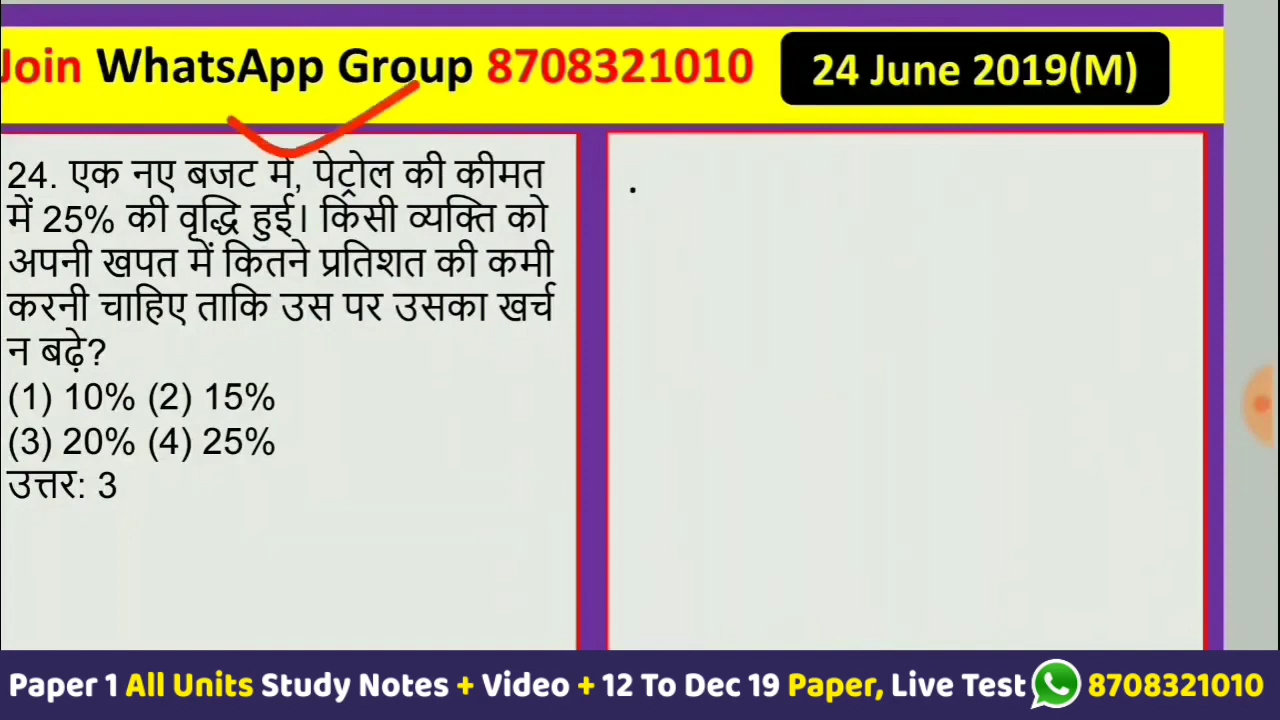 Join WhatsApp Group 8708321010
24 June 2019(M)
24. एक नए बजट में, पेट्रोल की कीमत
में 25% की वृद्धि हुई। किसी व्यक्ति को
अपनी खपत में कितने प्रतिशत की कमी
करनी चाहिए ताकि उस पर उसका खर्च
न बढ़े?
(1) 10% (2) 15%
(3) 20% (4) 25%
उत्तर: 3
.
Paper 1 All Units Study Notes + Video + 12 To Dec 19 Paper, Live Test 8708321010